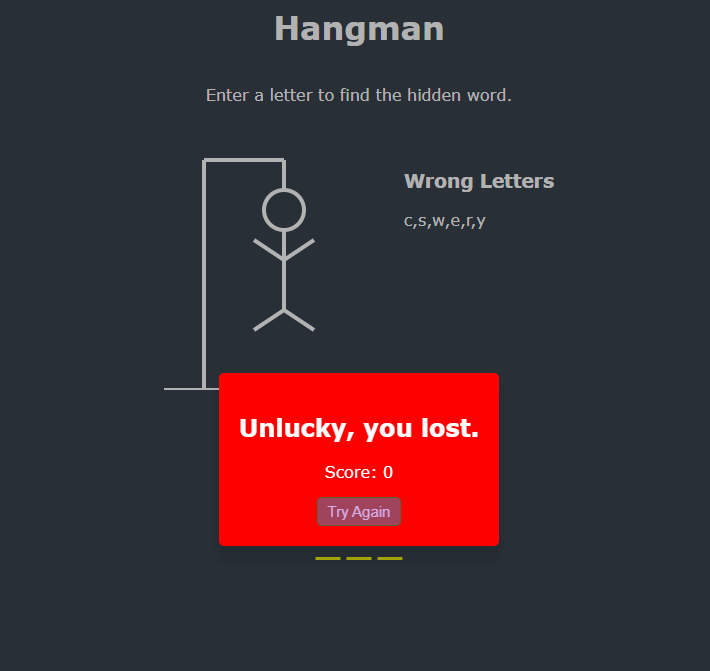 Hangman
Enter a letter to find the hidden word.
Wrong Letters
c,s,w,e,r,y
Unlucky, you lost.
Score: 0
Try Again